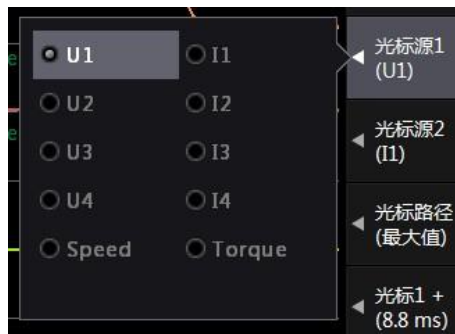 U1
I1
U2
I2
U3
I3
U4
I4
Speed
Torque
光标源1
(U1)
光标源2
(I1)
光标路径
(最大值)
光标1 +
(8.8 ms)